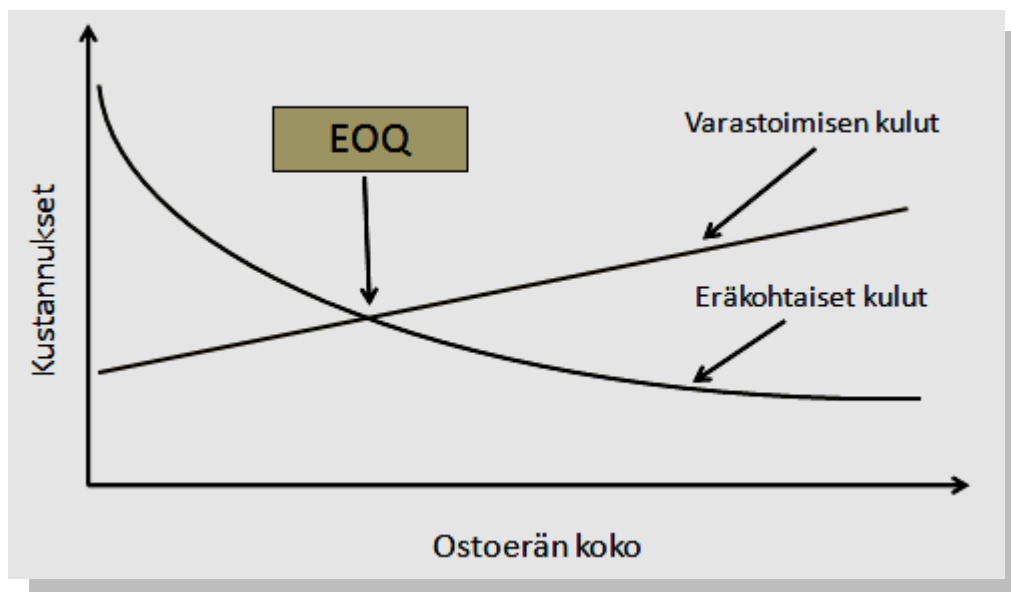 EOQ
Varastoimisen kulut
Eräkohtaiset kulut
Kustannukset
Ostoerän koko